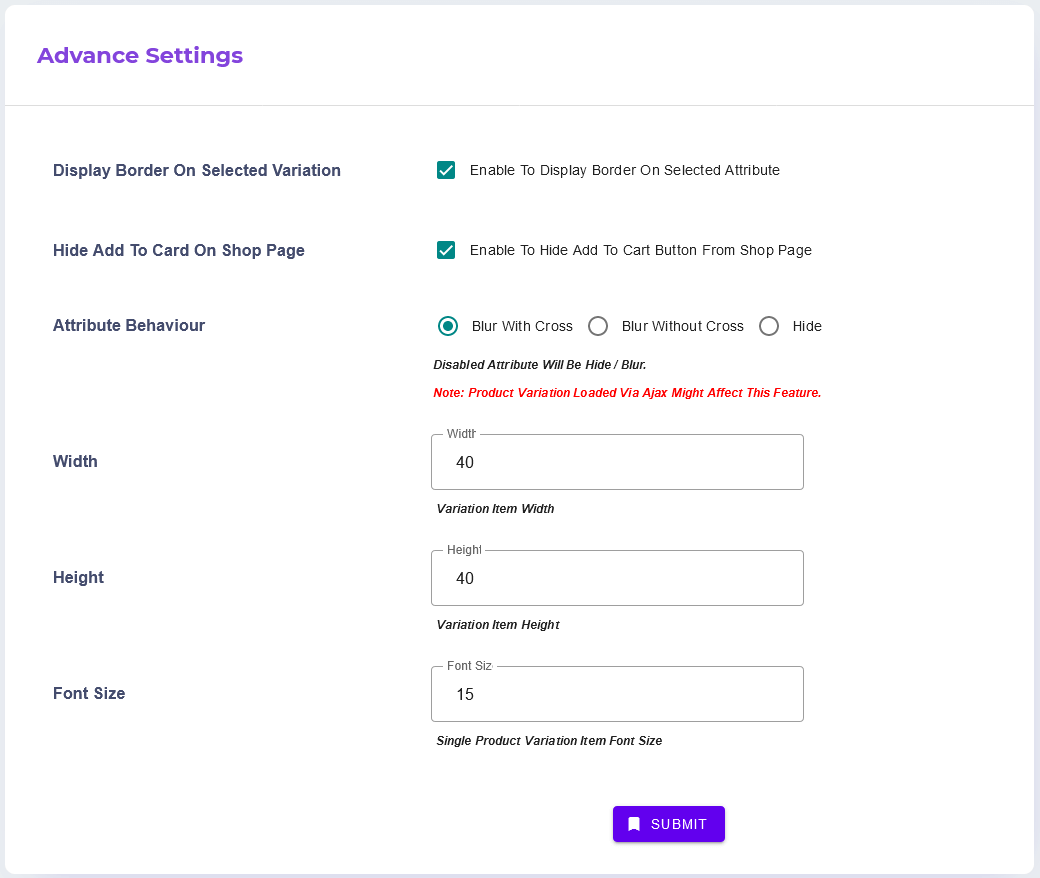 Advance Settings
Display Border On Selected Variation
Enable To Display Border On Selected Attribute
Hide Add To Card On Shop Page
Enable To Hide Add To Cart Button From Shop Page
Attribute Behaviour
Blur With Cross Blur Without Cross Hide
Disabled Attribute Will Be Hide / Blur.
Note: Product Variation Loaded Via Ajax Might Affect This Feature.
Width
Width
40
Variation Item Width
Height
Height
40
Variation Item Height
Font Size
Font Siz
15
Single Product Variation Item Font Size
SUBMIT